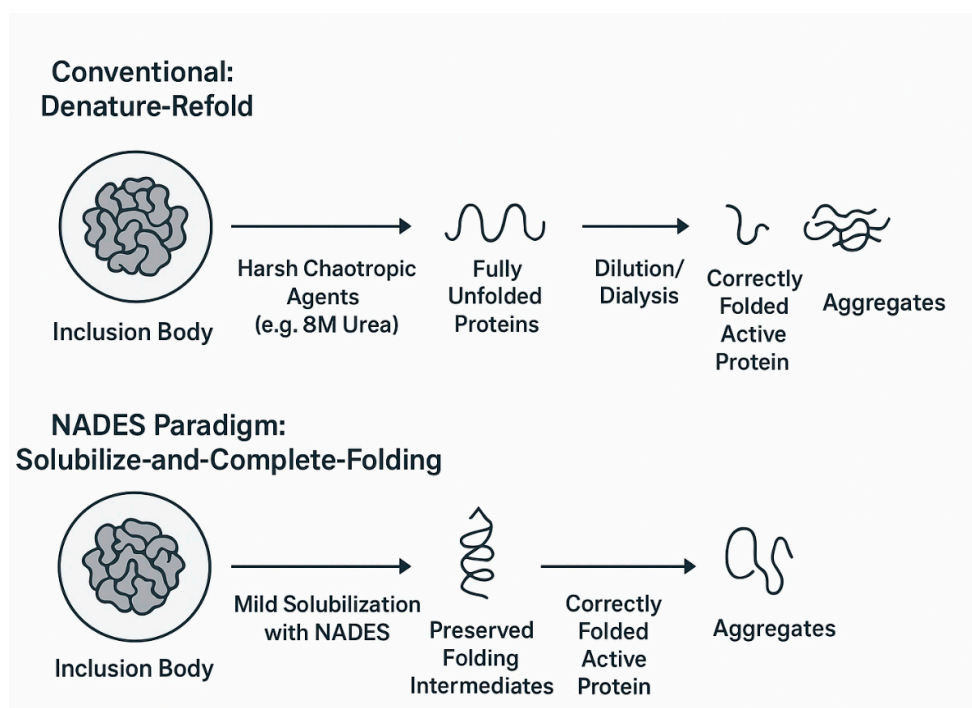 Conventional:
Denature-Refold
Inclusion Body
Harsh Chaotropic
Agents
(e.g. 8M Urea)
Fully
Unfolded
Proteins
Dilution/
Dialysis
Correctly
Folded
Active
Protein
Aggregates
NADES Paradigm:
Solubilize-and-Complete-Folding
Inclusion Body
Mild Solubilization
with NADES
Preserved
Folding
Intermediates
Correctly
Folded
Active
Protein
Aggregates